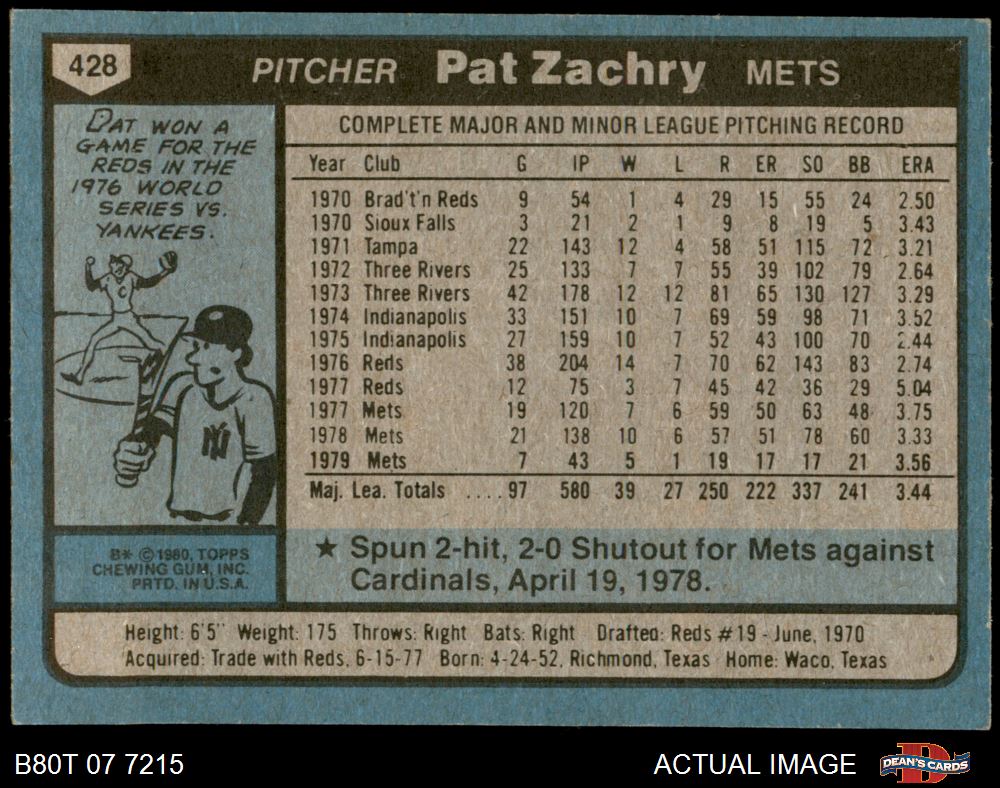 428 PITCHER Pat Zachry METS
PAT WON A
GAME FOR THE
REDS IN THE
1976 WORLD
SERIES VS.
YANKEES.
C
NY
COMPLETE MAJOR AND MINOR LEAGUE PITCHING RECORD
Year Club G IP W L R ER SO BB ERA
1970 Brad't'n Reds 9 54 1 4 29 15 55 24 2.50
1970 Sioux Falls 3 21 2 1 9 8 19 5 3.43
1971 Tampa 22 143 12 4 58 51 115 72 3.21
1972 Three Rivers 25 133 7 7 55 39 102 79 2.64
1973 Three Rivers 42 178 12 12 81 65 130 127 3.29
1974 Indianapolis 33 151 10 7 69 59 98 71 3.52
1975 Indianapolis 27 159 10 7 52 43 100 70 2.44
1976 Reds 38 204 14 7 70 62 143 83 2.74
1977 Reds 12 75 3 7 45 42 36 29 5.04
1977 Mets 19 120 7 6 59 50 63 48 3.75
1978 Mets 21 138 10 6 57 51 78 60 3.33
1979 Mets 7 43 5 1 19 17 17 21 3.56
Maj. Lea. Totals ....97 580 39 27 250 222 337 241 3.44
B* © 1980, TOPPS
CHEWING GUM, INC.
PRTD. IN U.S.A.
★ Spun 2-hit, 2-0 Shutout for Mets against
Cardinals, April 19, 1978.
Height: 6'5" Weight: 175 Throws: Right Bats: Right Drafted: Reds #19 - June, 1970
Acquired: Trade with Reds, 6-15-77 Born: 4-24-52, Richmond, Texas Home: Waco, Texas
B80T 07 7215 ACTUAL IMAGE DEAN'S CARDS